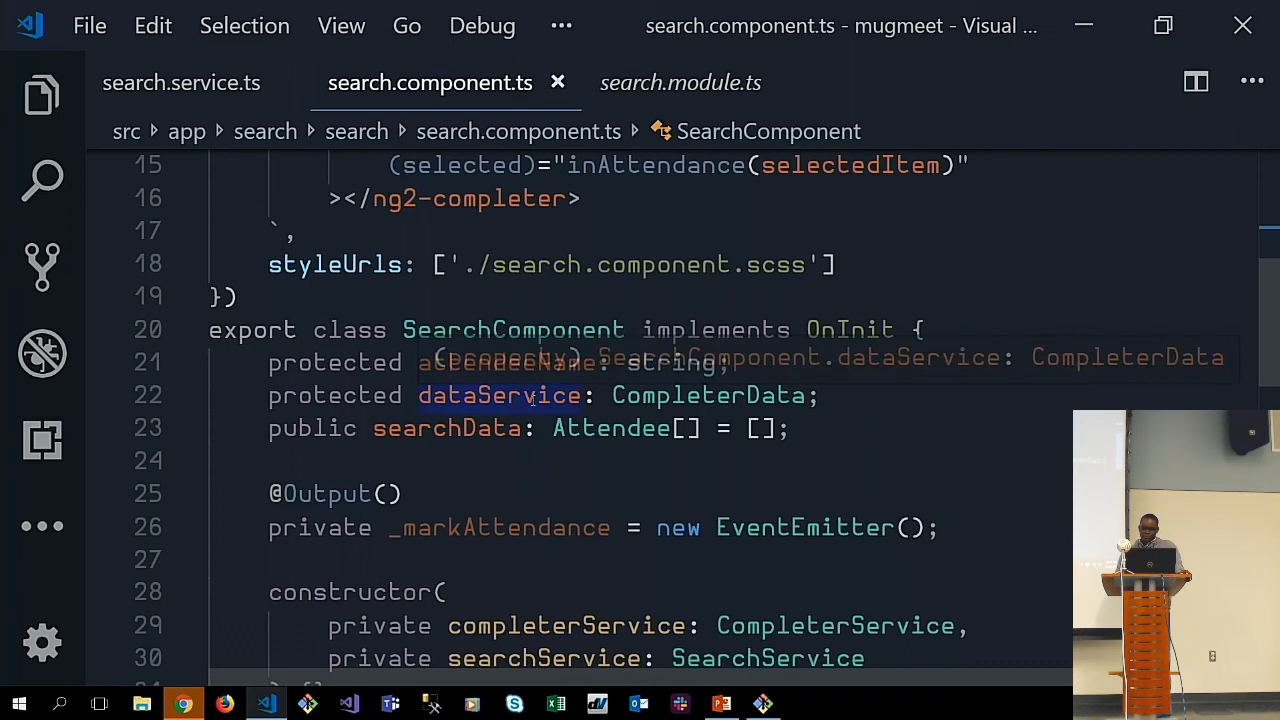 File Edit Selection View Go Debug ••• search.component.ts - mugmeet - Visual ...
search.service.ts search.component.ts × search.module.ts •••
src app search search search.component.ts SearchComponent
15 (selected)="inAttendance(selectedItem)"
16 ></ng2-completer>
17 `,
18 styleUrls: ['./search.component.scss']
19 })
20 export class SearchComponent implements OnInit {
21 protected attendeeName: string;
(property) SearchComponent.dataService: CompleterData
22 protected dataService: CompleterData;
23 public searchData: Attendee[] = [];
24
25 @Output()
26 private _markAttendance = new EventEmitter();
27
28 constructor(
29 private completerService: CompleterService,
30 private searchService: SearchService